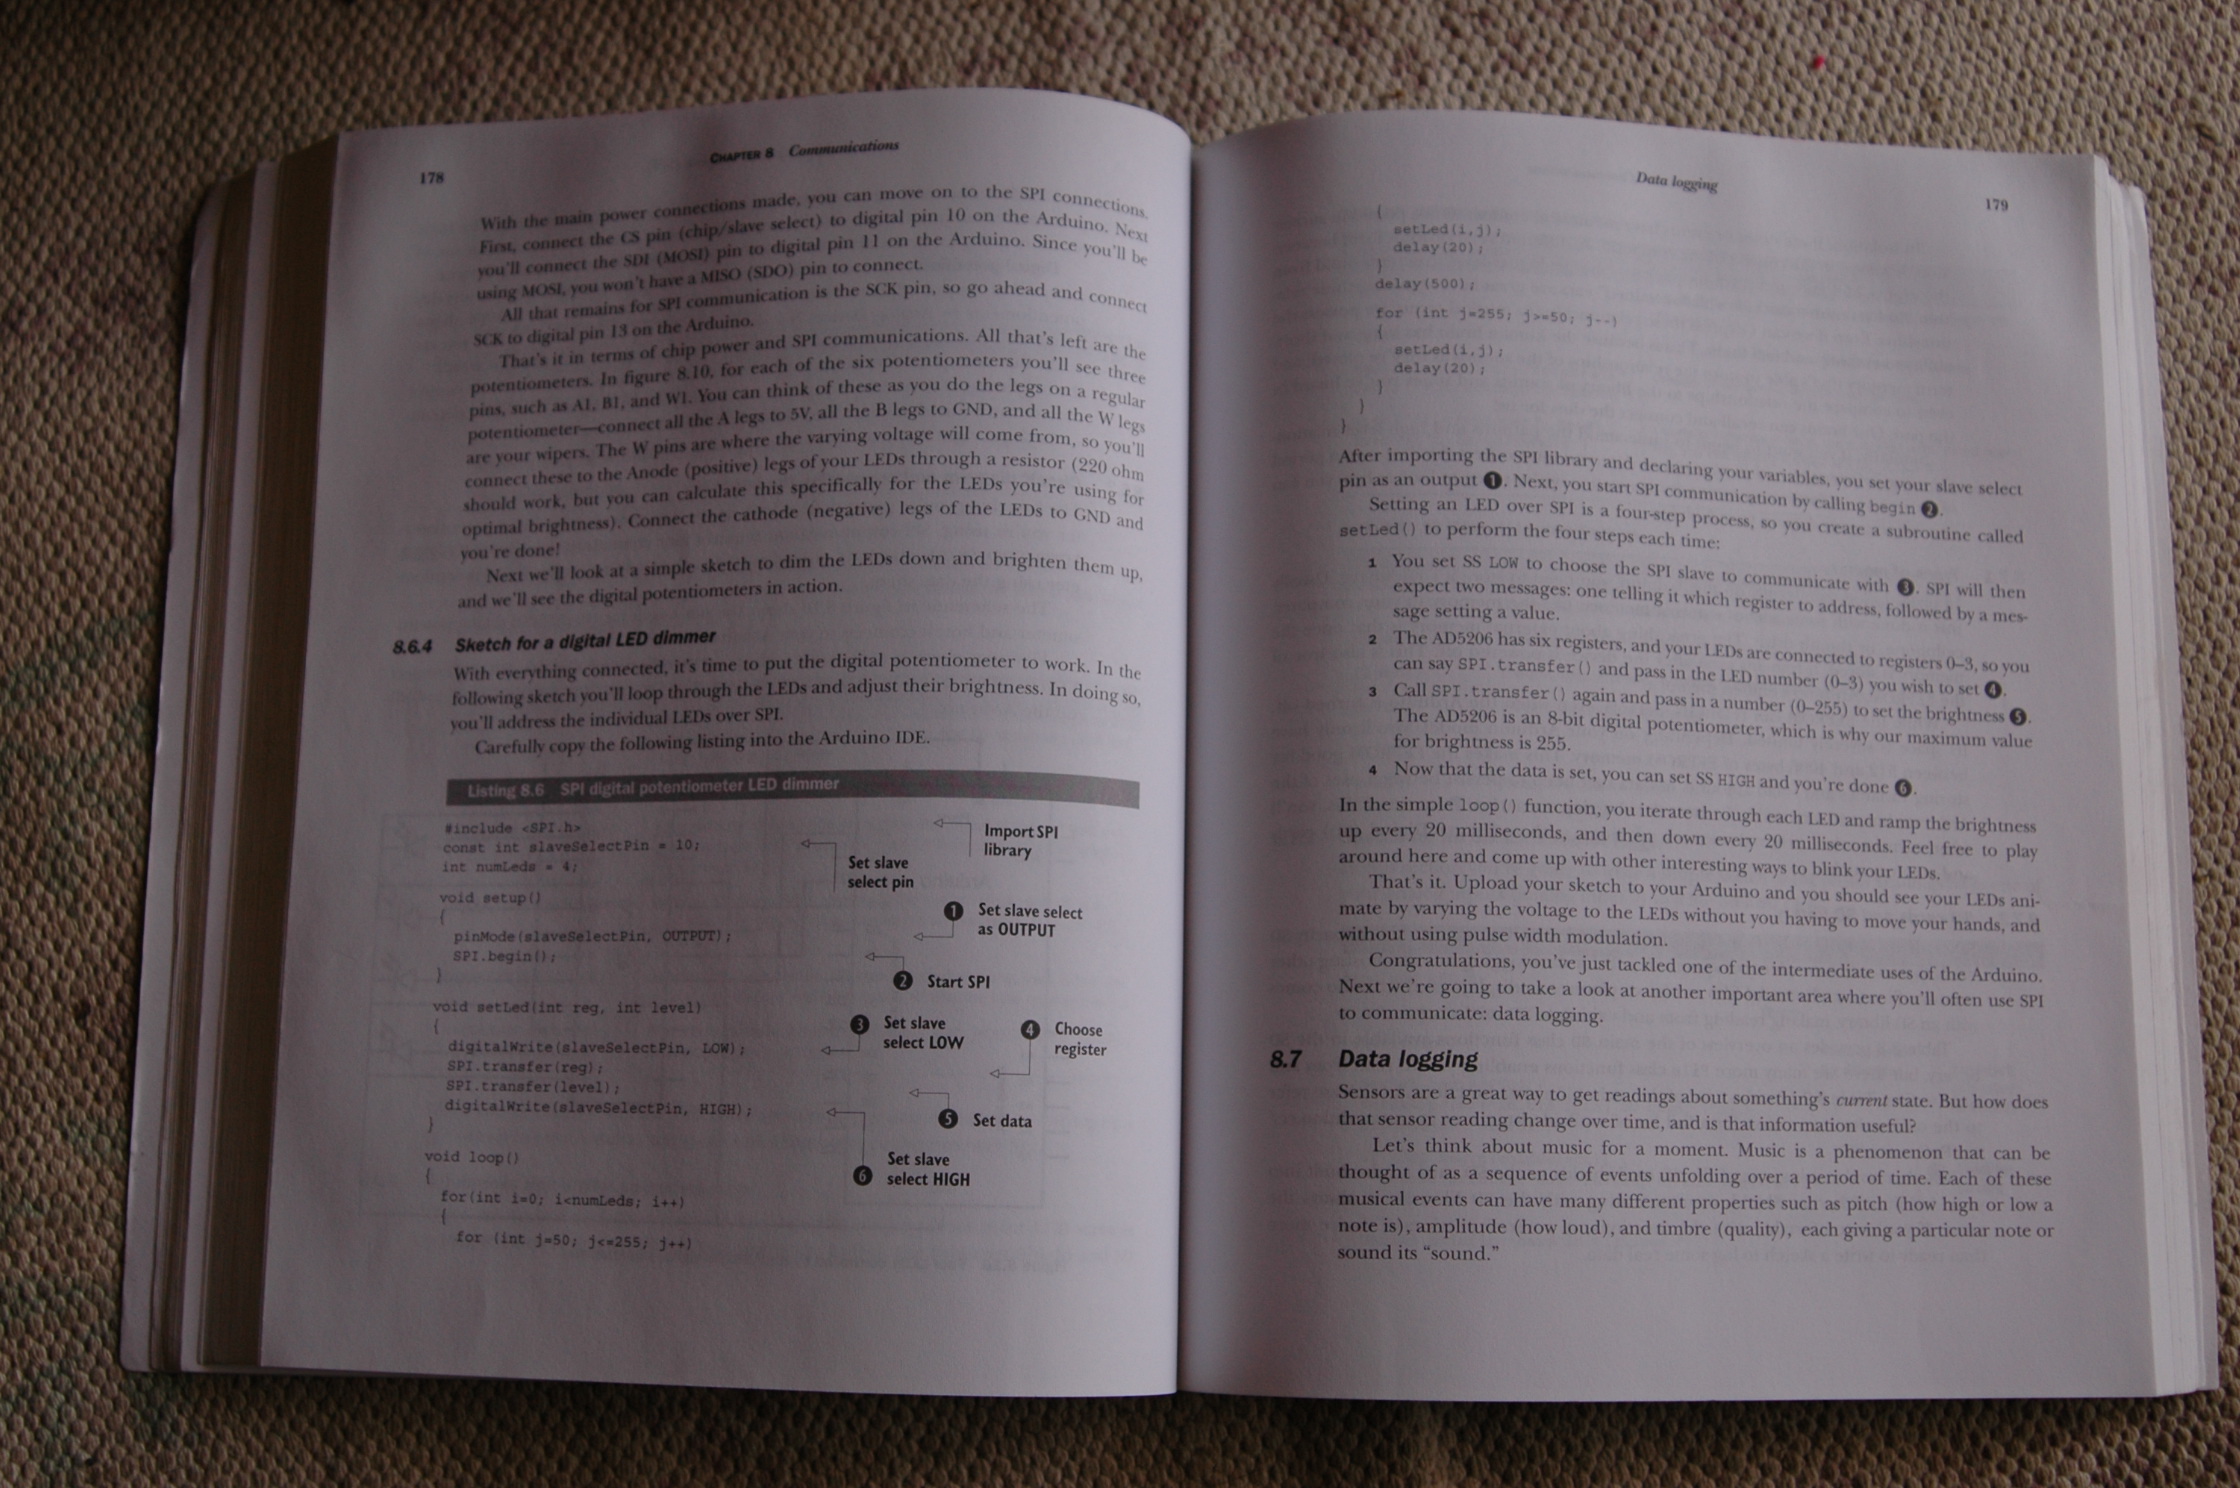 178 CHAPTER 8 Communications
With the main power connections made, you can move on to the SPI connections.
First, connect the CS pin (chip/slave select) to digital pin 10 on the Arduino. Next
you'll connect the SDI (MOSI) pin to digital pin 11 on the Arduino. Since you'll be
using MOSI, you won't have a MISO (SDO) pin to connect.
All that remains for SPI communication is the SCK pin, so go ahead and connect
SCK to digital pin 13 on the Arduino.
That's it in terms of chip power and SPI communications. All that's left are the
potentiometers. In figure 8.10, for each of the six potentiometers you'll see three
pins, such as A1, B1, and W1. You can think of these as you do the legs on a regular
potentiometer—connect all the A legs to 5V, all the B legs to GND, and all the W legs
are your wipers. The W pins are where the varying voltage will come from, so you'll
connect these to the Anode (positive) legs of your LEDs through a resistor (220 ohm
should work, but you can calculate this specifically for the LEDs you're using for
optimal brightness). Connect the cathode (negative) legs of the LEDs to GND and
you're done!
Next we'll look at a simple sketch to dim the LEDs down and brighten them up,
and we'll see the digital potentiometers in action.
8.6.4 Sketch for a digital LED dimmer
With everything connected, it's time to put the digital potentiometer to work. In the
following sketch you'll loop through the LEDs and adjust their brightness. In doing so,
you'll address the individual LEDs over SPI.
Carefully copy the following listing into the Arduino IDE.
Listing 8.6 SPI digital potentiometer LED dimmer
#include <SPI.h>
Import SPI
library
const int slaveSelectPin = 10;
Set slave
select pin
int numLeds = 4;
void setup()
{
pinMode(slaveSelectPin, OUTPUT);
1 Set slave select
as OUTPUT
SPI.begin();
2 Start SPI
}
void setLed(int reg, int level)
{
digitalWrite(slaveSelectPin, LOW);
3 Set slave
select LOW
SPI.transfer(reg);
4 Choose
register
SPI.transfer(level);
5 Set data
digitalWrite(slaveSelectPin, HIGH);
6 Set slave
select HIGH
}
void loop()
{
for(int i=0; i<numLeds; i++)
{
for (int j=50; j<=255; j++)
Data logging 179
{
setLed(i,j);
delay(20);
}
delay(500);
for (int j=255; j>=50; j--)
{
setLed(i,j);
delay(20);
}
}
}
After importing the SPI library and declaring your variables, you set your slave select
pin as an output 1. Next, you start SPI communication by calling begin 2.
Setting an LED over SPI is a four-step process, so you create a subroutine called
setLed() to perform the four steps each time:
1 You set SS LOW to choose the SPI slave to communicate with 3. SPI will then
expect two messages: one telling it which register to address, followed by a mes-
sage setting a value.
2 The AD5206 has six registers, and your LEDs are connected to registers 0–3, so you
can say SPI.transfer() and pass in the LED number (0–3) you wish to set 4.
3 Call SPI.transfer() again and pass in a number (0–255) to set the brightness 5.
The AD5206 is an 8-bit digital potentiometer, which is why our maximum value
for brightness is 255.
4 Now that the data is set, you can set SS HIGH and you're done 6.
In the simple loop() function, you iterate through each LED and ramp the brightness
up every 20 milliseconds, and then down every 20 milliseconds. Feel free to play
around here and come up with other interesting ways to blink your LEDs.
That's it. Upload your sketch to your Arduino and you should see your LEDs ani-
mate by varying the voltage to the LEDs without you having to move your hands, and
without using pulse width modulation.
Congratulations, you've just tackled one of the intermediate uses of the Arduino.
Next we're going to take a look at another important area where you'll often use SPI
to communicate: data logging.
8.7 Data logging
Sensors are a great way to get readings about something's current state. But how does
that sensor reading change over time, and is that information useful?
Let's think about music for a moment. Music is a phenomenon that can be
thought of as a sequence of events unfolding over a period of time. Each of these
musical events can have many different properties such as pitch (how high or low a
note is), amplitude (how loud), and timbre (quality), each giving a particular note or
sound its "sound."